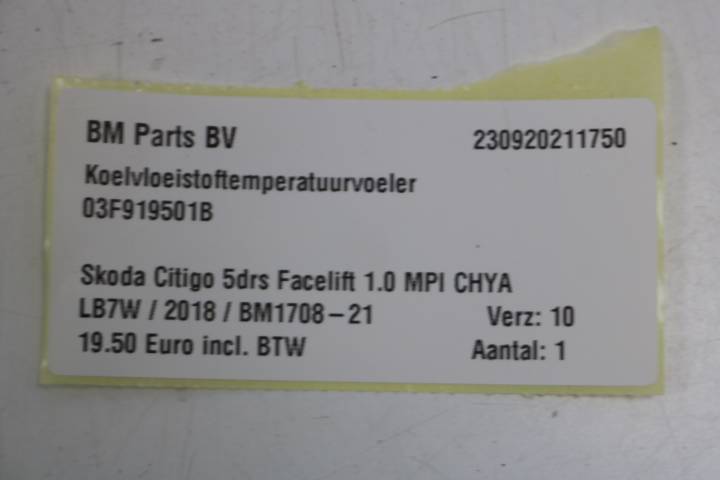 BM Parts BV 230920211750
Koelvloeistoftemperatuurvoeler
03F919501B
Skoda Citigo 5drs Facelift 1.0 MPI CHYA
LB7W / 2018 / BM1708-21 Verz: 10
19.50 Euro incl. BTW Aantal: 1